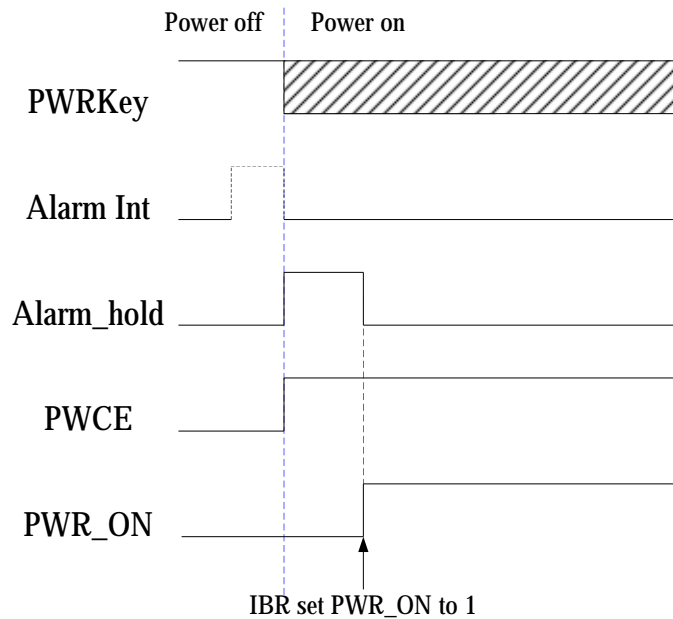 Power off
Power on
PWRKey
Alarm Int
Alarm_hold
PWCE
PWR_ON
IBR set PWR_ON to 1